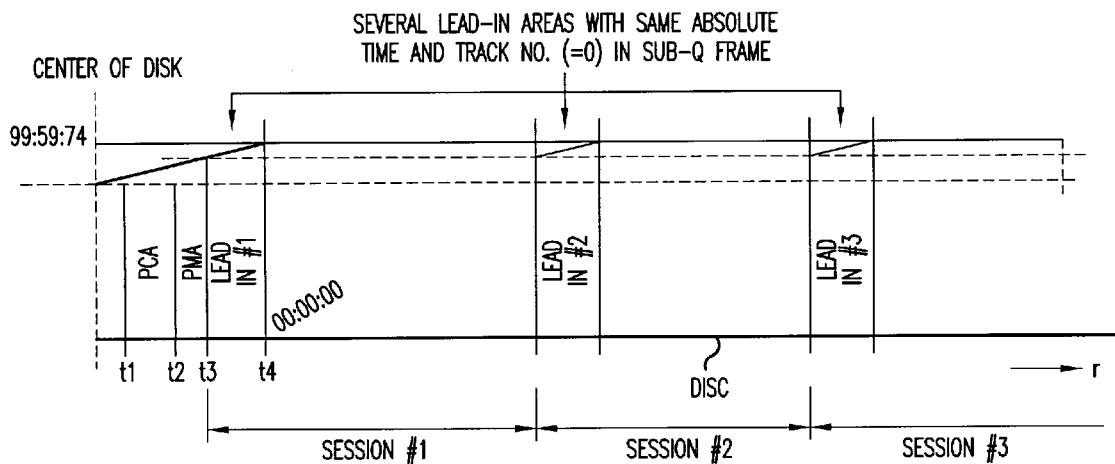 SEVERAL LEAD-IN AREAS WITH SAME ABSOLUTE
TIME AND TRACK NO. (=0) IN SUB-Q FRAME
CENTER OF DISK
99:59:74
PCA
PMA
LEAD
IN #1
00:00:00
LEAD
IN #2
LEAD
IN #3
t1
t2
t3
t4
DISC
r
SESSION #1
SESSION #2
SESSION #3